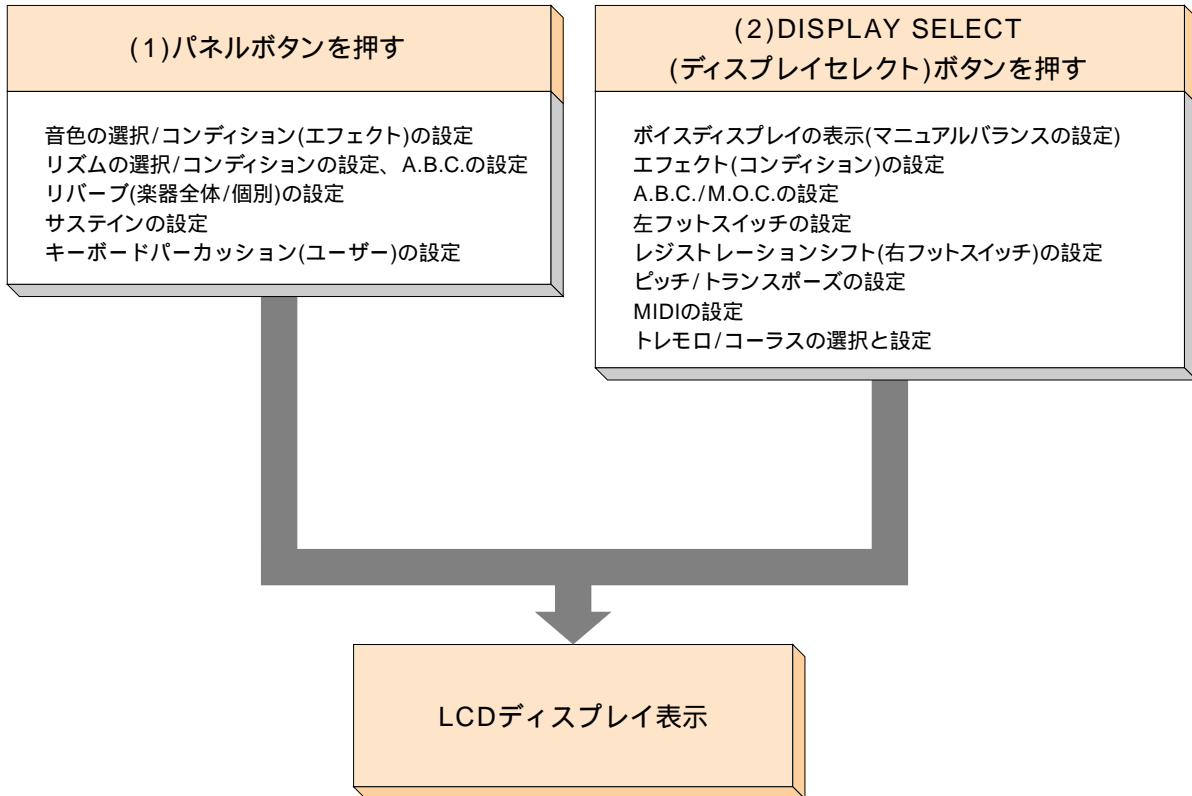 (1)パネルボタンを押す
音色の選択/コンディション(エフェクト)の設定
リズムの選択/コンディションの設定、A.B.C.の設定
リバーブ(楽器全体/個別)の設定
サステインの設定
キーボードパーカッション(ユーザー)の設定
(2)DISPLAY SELECT
(ディスプレイセレクト)ボタンを押す
ボイスディスプレイの表示(マニュアルバランスの設定)
エフェクト(コンディション)の設定
A.B.C./M.O.C.の設定
左フットスイッチの設定
レジストレーションシフト(右フットスイッチ)の設定
ピッチ/トランスポーズの設定
MIDIの設定
トレモロ/コーラスの選択と設定
LCDディスプレイ表示